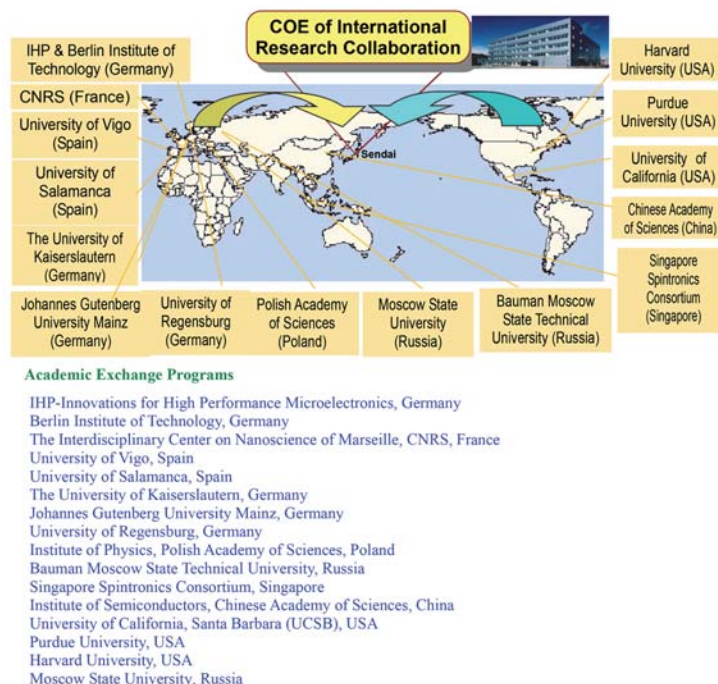 COE of International
Research Collaboration
IHP & Berlin Institute of
Technology (Germany)
CNRS (France)
University of Vigo
(Spain)
University of
Salamanca
(Spain)
The University of
Kaiserslautern
(Germany)
Johannes Gutenberg
University Mainz
(Germany)
University of
Regensburg
(Germany)
Polish Academy
of Sciences
(Poland)
Moscow State
University
(Russia)
Bauman Moscow
State Technical
University (Russia)
Sendai
Harvard
University (USA)
Purdue
University (USA)
University of
California (USA)
Chinese Academy
of Sciences (China)
Singapore
Spintronics
Consortium
(Singapore)
Academic Exchange Programs
IHP-Innovations for High Performance Microelectronics, Germany
Berlin Institute of Technology, Germany
The Interdisciplinary Center on Nanoscience of Marseille, CNRS, France
University of Vigo, Spain
University of Salamanca, Spain
The University of Kaiserslautern, Germany
Johannes Gutenberg University Mainz, Germany
University of Regensburg, Germany
Institute of Physics, Polish Academy of Sciences, Poland
Bauman Moscow State Technical University, Russia
Singapore Spintronics Consortium, Singapore
Institute of Semiconductors, Chinese Academy of Sciences, China
University of California, Santa Barbara (UCSB), USA
Purdue University, USA
Harvard University, USA
Moscow State University, Russia